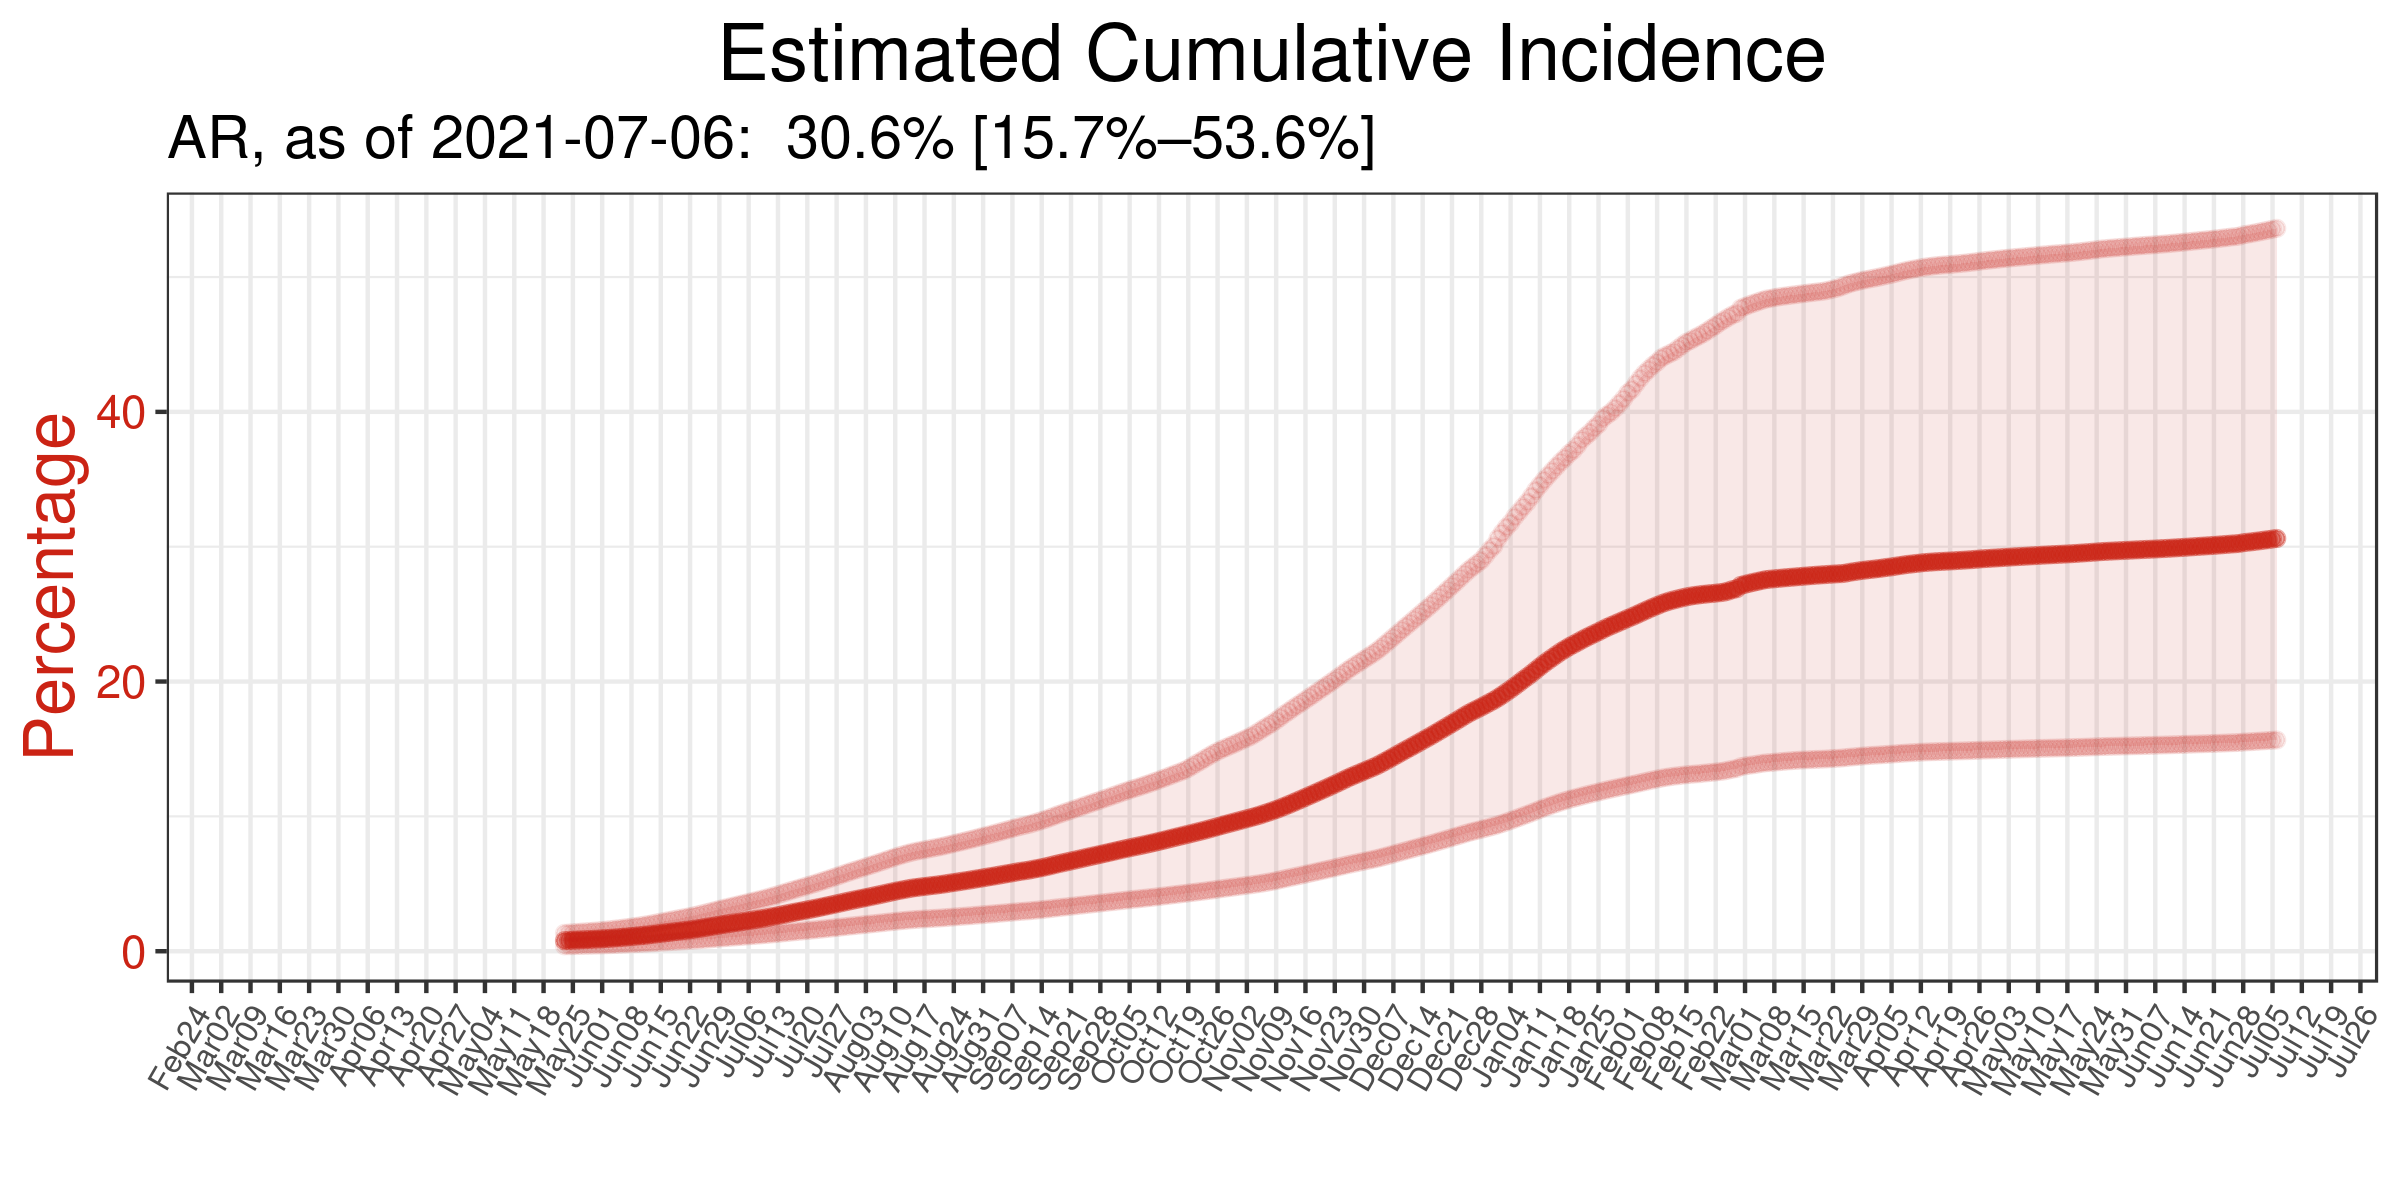 Estimated Cumulative Incidence
AR, as of 2021-07-06:  30.6% [15.7%–53.6%]
Percentage
40
20
0
Feb24
Mar02
Mar09
Mar16
Mar23
Mar30
Apr06
Apr13
Apr20
Apr27
May04
May11
May18
May25
Jun01
Jun08
Jun15
Jun22
Jun29
Jul06
Jul13
Jul20
Jul27
Aug03
Aug10
Aug17
Aug24
Aug31
Sep07
Sep14
Sep21
Sep28
Oct05
Oct12
Oct19
Oct26
Nov02
Nov09
Nov16
Nov23
Nov30
Dec07
Dec14
Dec21
Dec28
Jan04
Jan11
Jan18
Jan25
Feb01
Feb08
Feb15
Feb22
Mar01
Mar08
Mar15
Mar22
Mar29
Apr05
Apr12
Apr19
Apr26
May03
May10
May17
May24
May31
Jun07
Jun14
Jun21
Jun28
Jul05
Jul12
Jul19
Jul26